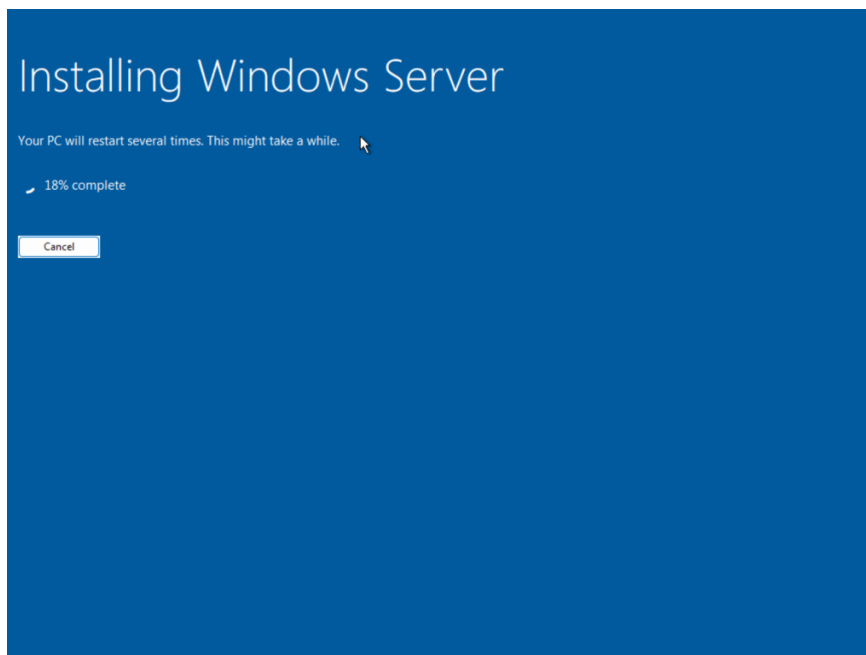 Installing Windows Server
Your PC will restart several times. This might take a while.
18% complete
Cancel